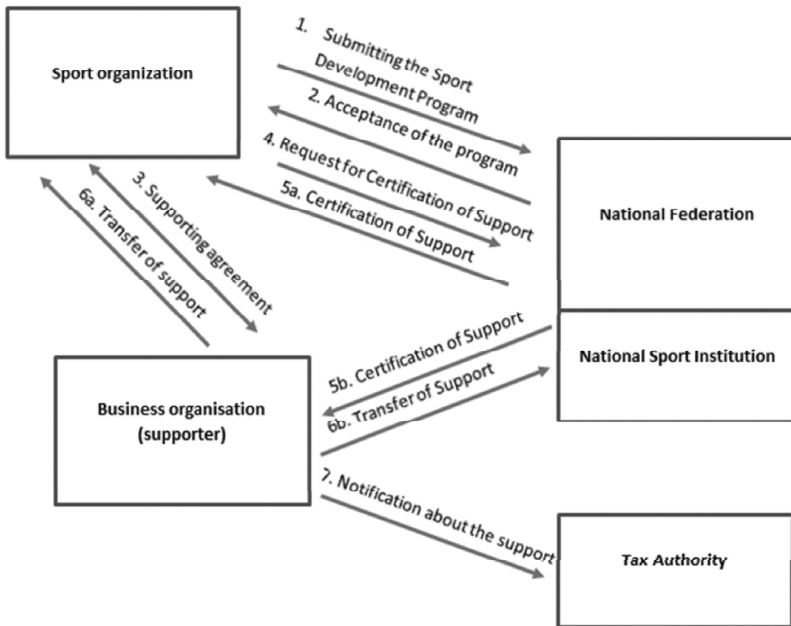 Sport organization
1. Submitting the Sport
Development Program
2. Acceptance of the program
4. Request for Certification of Support
5a. Certification of Support
National Federation
3. Supporting agreement
6a. Transfer of support
National Sport Institution
5b. Certification of Support
6b. Transfer of Support
Business organisation
(supporter)
7. Notification about the support
Tax Authority